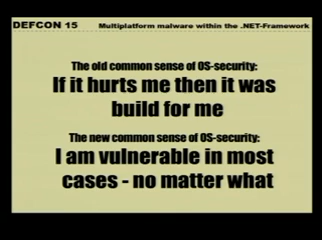 DEFCON 15 Multiplatform malware within the .NET-Framework
The old common sense of OS-security:
If it hurts me then it was
build for me
The new common sense of OS-security:
I am vulnerable in most
cases - no matter what